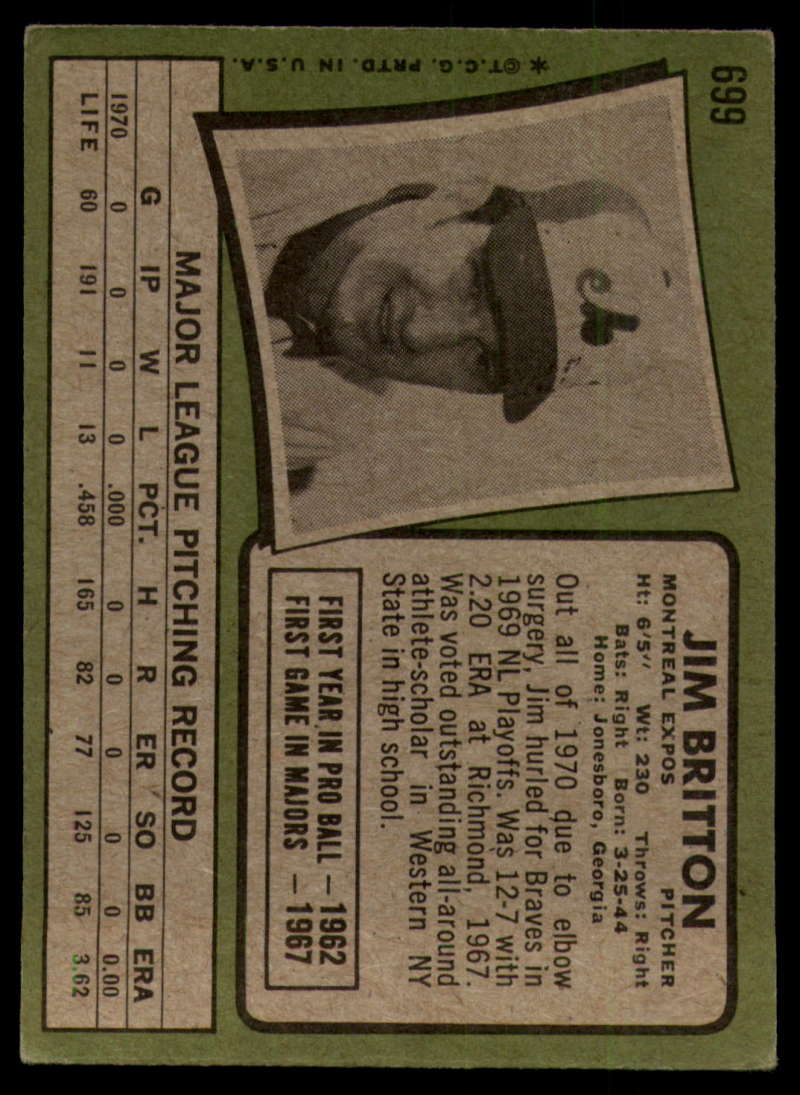 699
JIM BRITTON
MONTREAL EXPOS PITCHER
Ht: 6'5" Wt: 230 Throws: Right
Bats: Right Born: 3-25-44
Home: Jonesboro, Georgia
Out all of 1970 due to elbow
surgery, Jim hurled for Braves in
1969 NL Playoffs. Was 12-7 with
2.20 ERA at Richmond, 1967.
Was voted outstanding all-around
athlete-scholar in Western NY
State in high school.
FIRST YEAR IN PRO BALL — 1962
FIRST GAME IN MAJORS — 1967
MAJOR LEAGUE PITCHING RECORD
G IP W L PCT. H R ER SO BB ERA
1970 0 0 0 0 .000 0 0 0 0 0 0.00
LIFE 60 191 11 13 .458 165 82 77 125 85 3.62
* © T.C.G. PRTD. IN U.S.A.